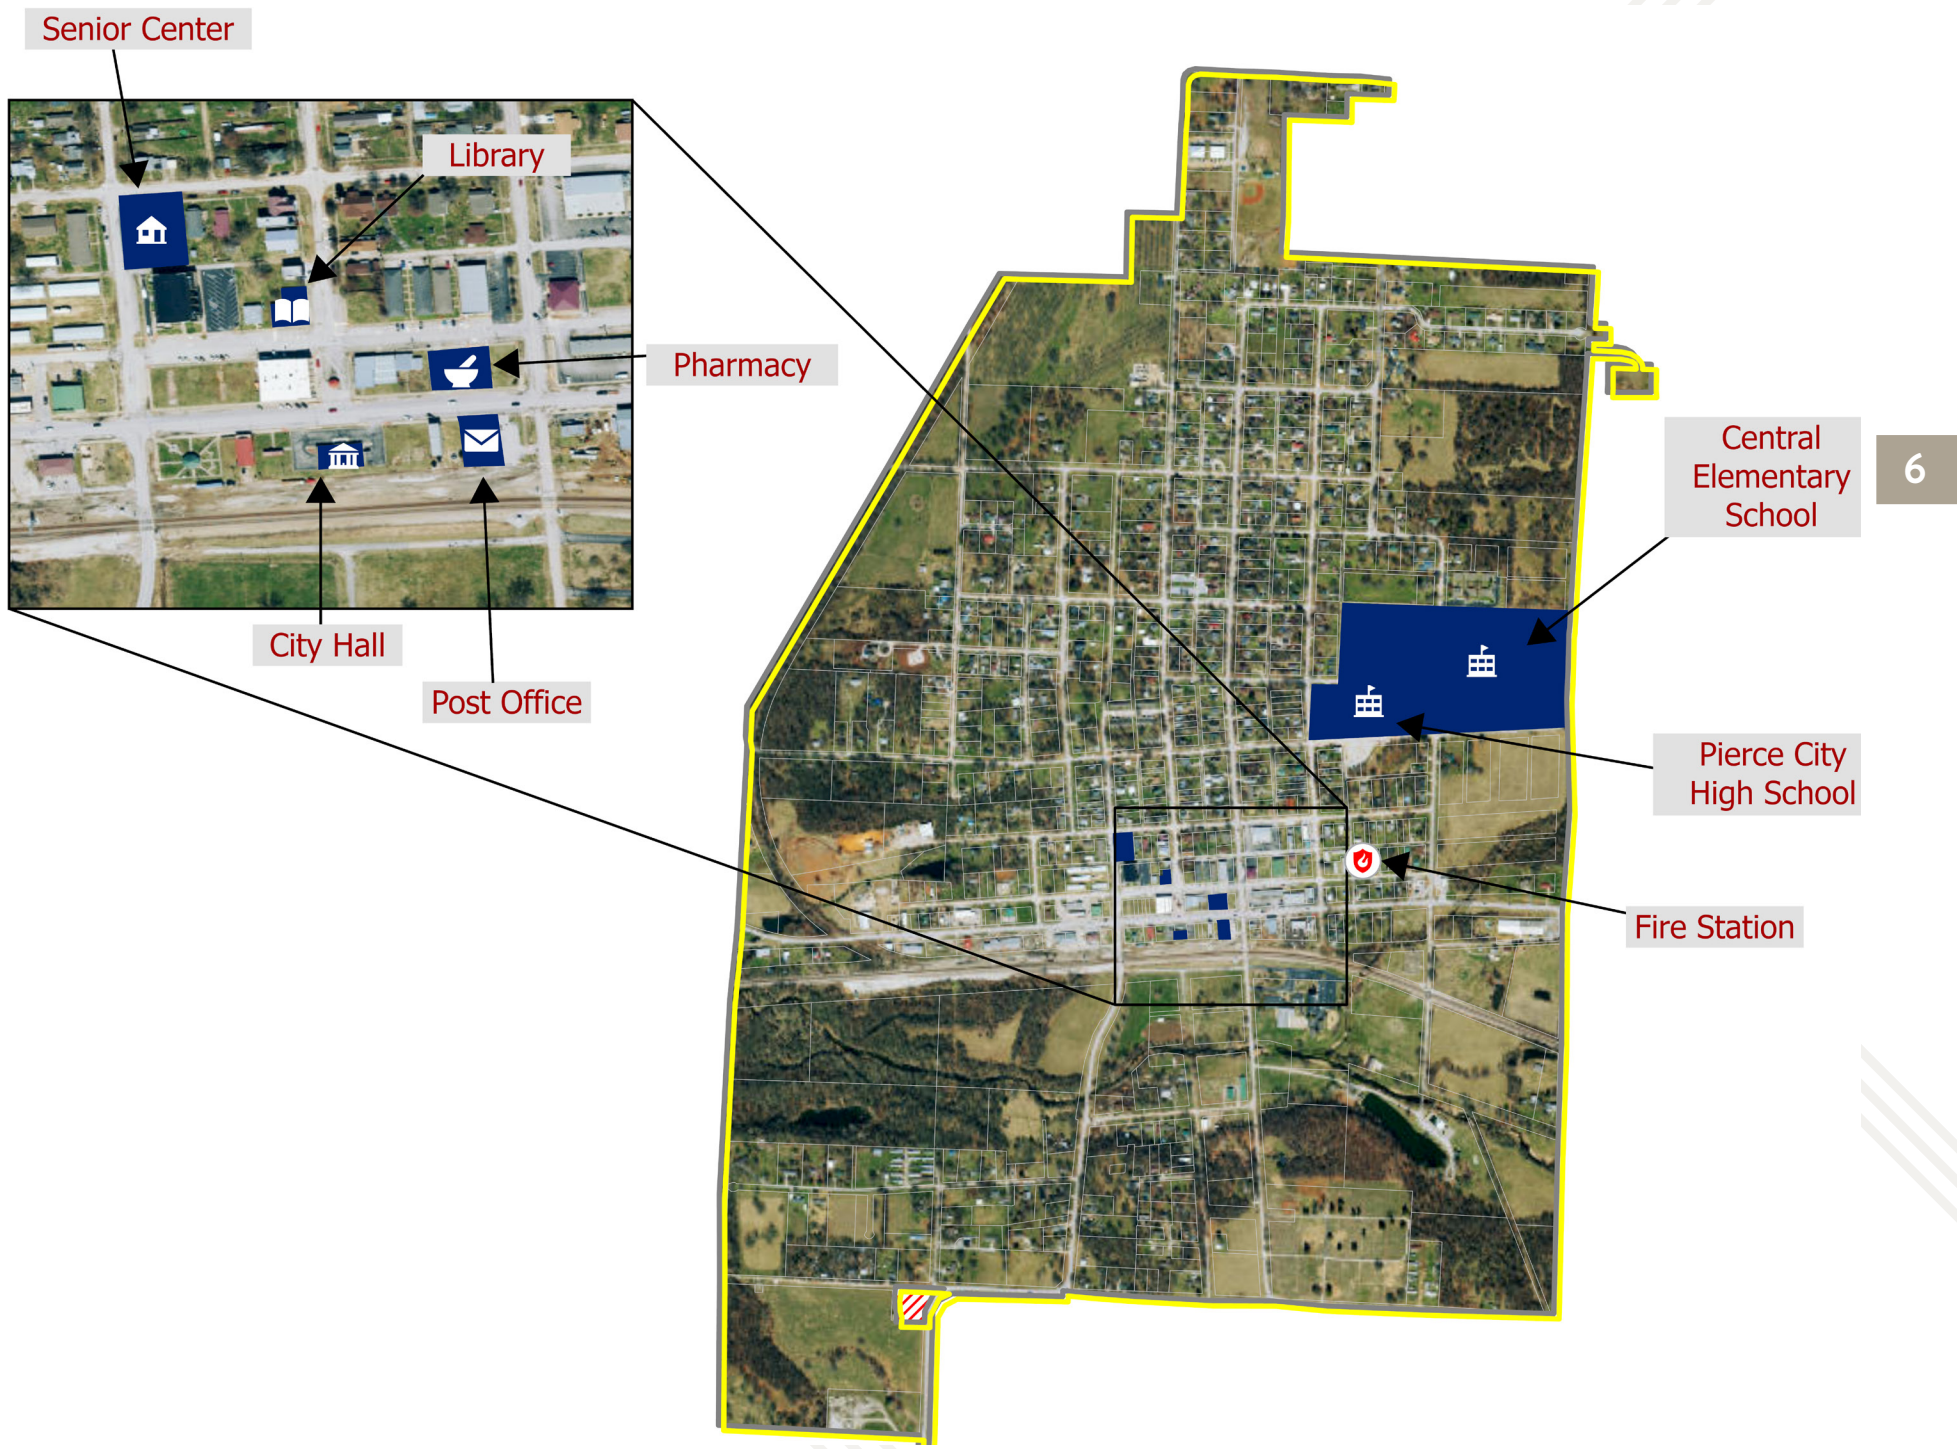 Senior Center
Library
Pharmacy
City Hall
Post Office
Central
Elementary
School
6
Pierce City
High School
Fire Station